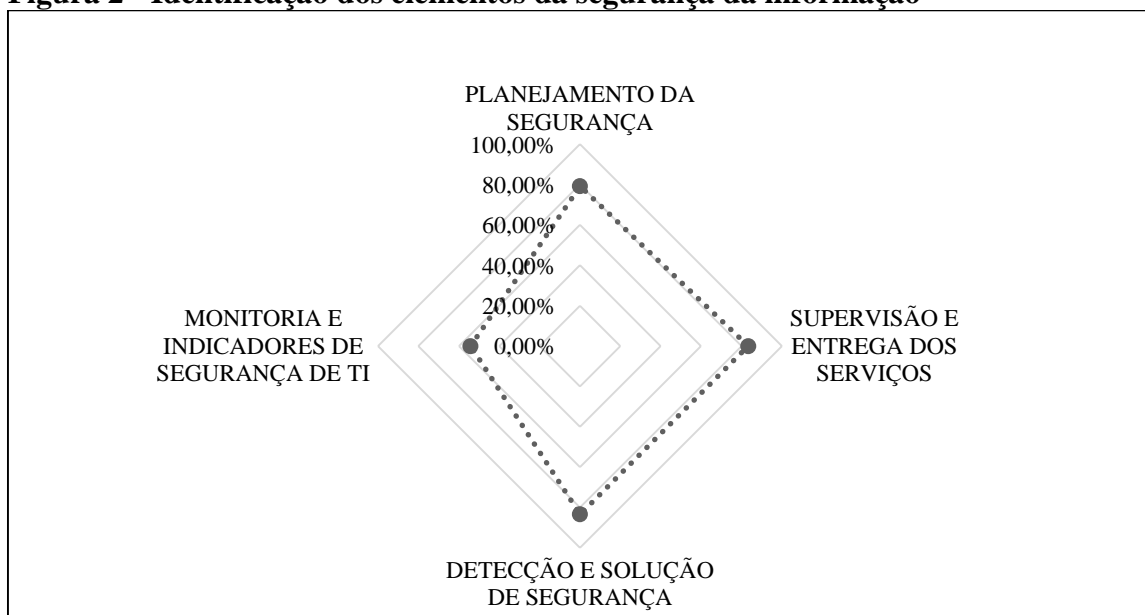 Figura 2 - Identificação dos elementos da segurança da informação
PLANEJAMENTO DA
SEGURANÇA
100,00%
80,00%
60,00%
40,00%
20,00%
0,00%
MONITORIA E
INDICADORES DE
SEGURANÇA DE TI
SUPERVISÃO E
ENTREGA DOS
SERVIÇOS
DETECÇÃO E SOLUÇÃO
DE SEGURANÇA